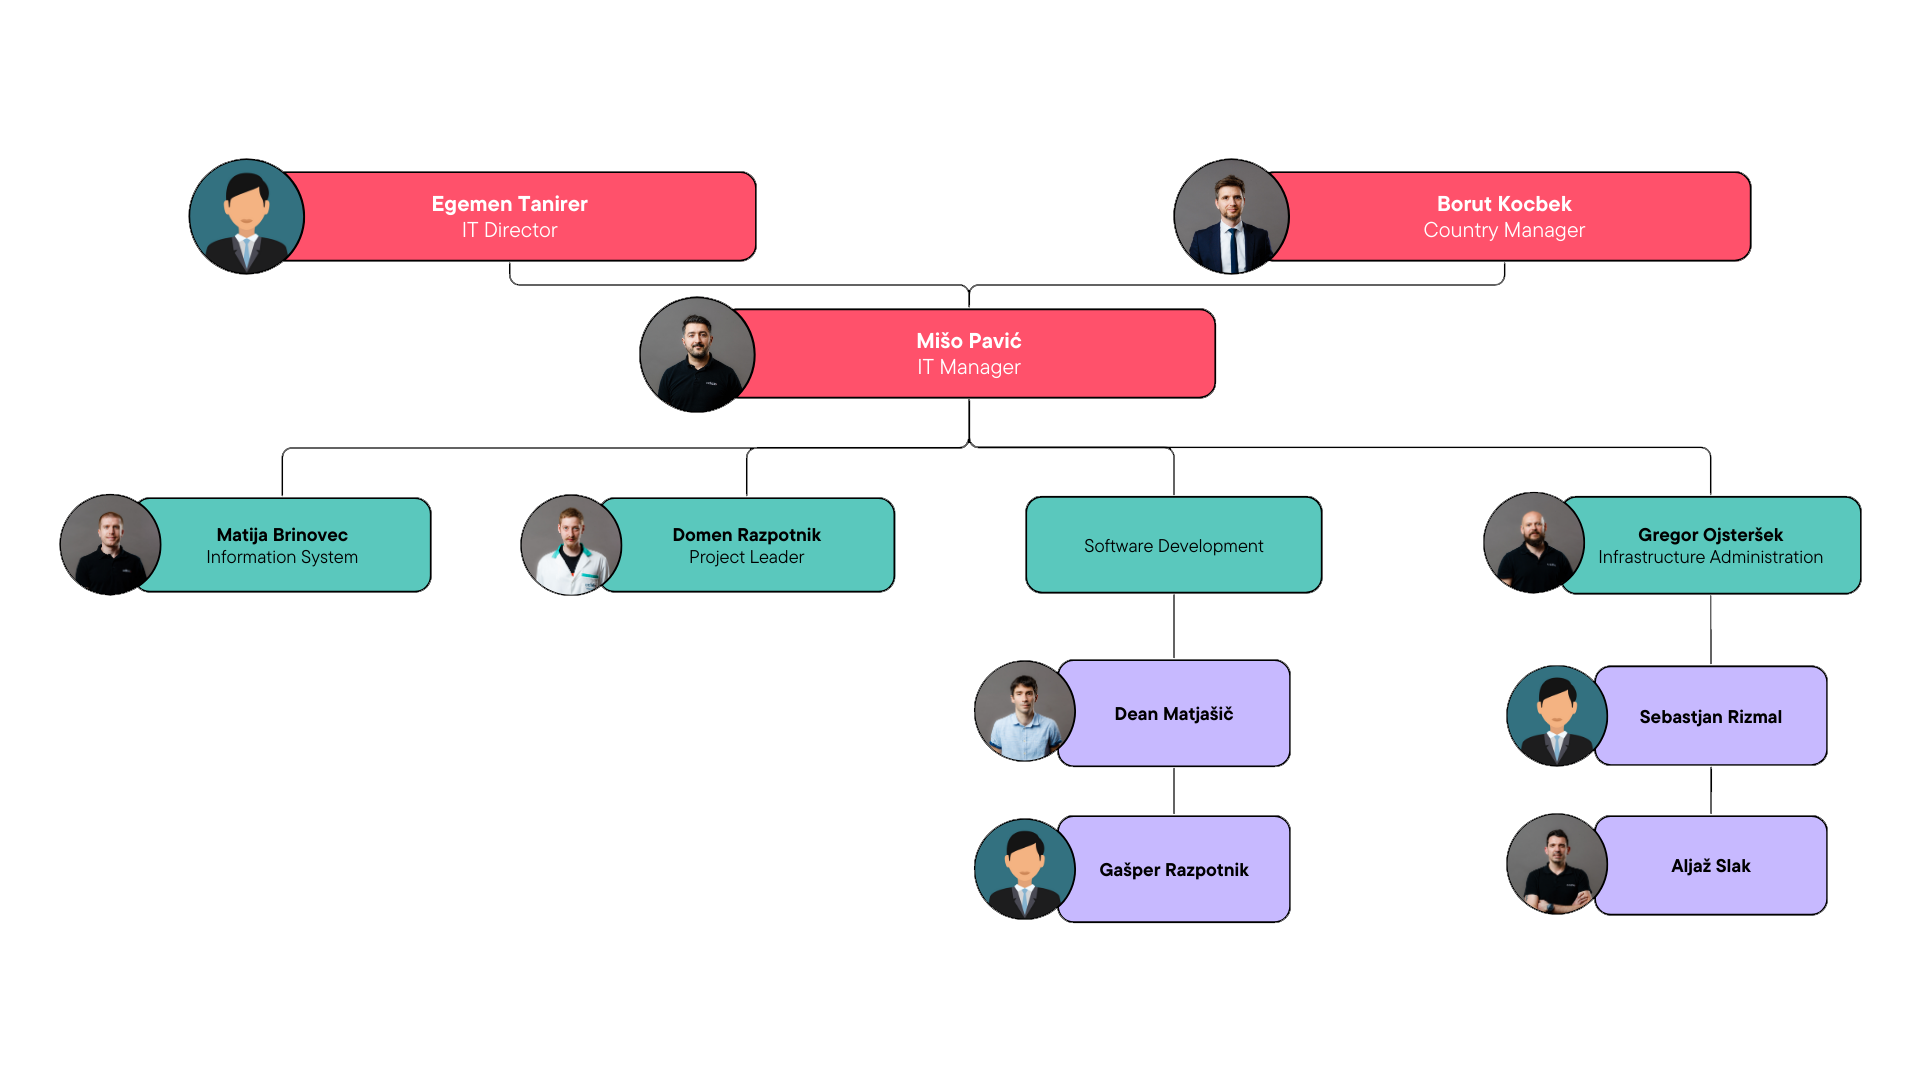 Egemen Tanirer
IT Director
Borut Kocbek
Country Manager
Mišo Pavić
IT Manager
Matija Brinovec
Information System
Domen Razpotnik
Project Leader
Software Development
Gregor Ojsteršek
Infrastructure Administration
Dean Matjašič
Sebastjan Rizmal
Gašper Razpotnik
Aljaž Slak